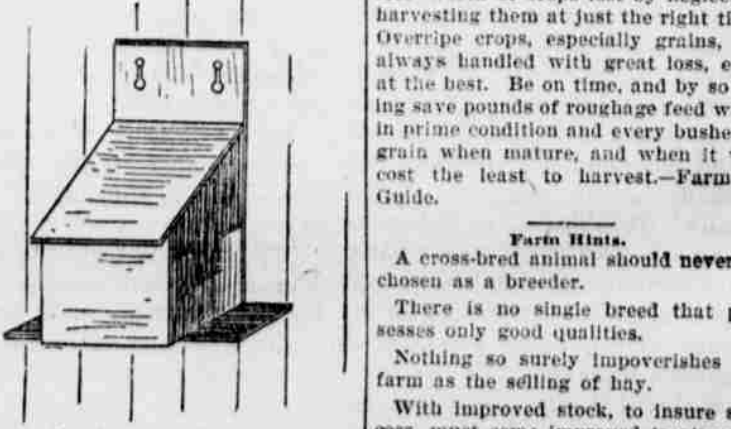 harvesting them at just the right ti
Overripe crops, especially grains,
always handled with great loss, e
at the best. Be on time, and by so
ing save pounds of roughage feed w
in prime condition and every bushe
grain when mature, and when it
cost the least to harvest.—Farm
Guide.
Farm Hints.
A cross-bred animal should never
chosen as a breeder.
There is no single breed that p
sesses only good qualities.
Nothing so surely impoverishes
farm as the selling of hay.
With improved stock, to insure s